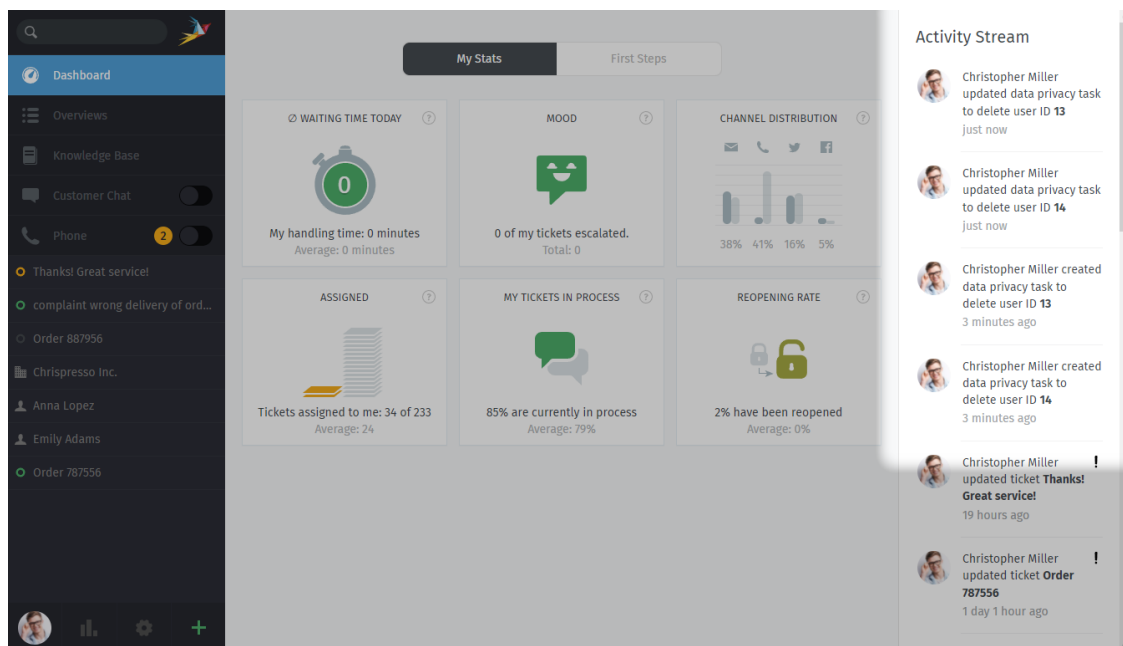 Dashboard
Overviews
Knowledge Base
Customer Chat
Phone 2
Thanks! Great service!
complaint wrong delivery of ord...
Order 887956
Chrispresso Inc.
Anna Lopez
Emily Adams
Order 787556
My Stats
First Steps
∅ WAITING TIME TODAY ?
0
My handling time: 0 minutes
Average: 0 minutes
MOOD ?
0 of my tickets escalated.
Total: 0
CHANNEL DISTRIBUTION ?
38% 41% 16% 5%
ASSIGNED ?
Tickets assigned to me: 34 of 233
Average: 24
MY TICKETS IN PROCESS ?
85% are currently in process
Average: 79%
REOPENING RATE ?
2% have been reopened
Average: 0%
Activity Stream
Christopher Miller
updated data privacy task
to delete user ID 13
just now
Christopher Miller
updated data privacy task
to delete user ID 14
just now
Christopher Miller created
data privacy task to
delete user ID 13
3 minutes ago
Christopher Miller created
data privacy task to
delete user ID 14
3 minutes ago
Christopher Miller !
updated ticket Thanks!
Great service!
19 hours ago
Christopher Miller !
updated ticket Order
787556
1 day 1 hour ago